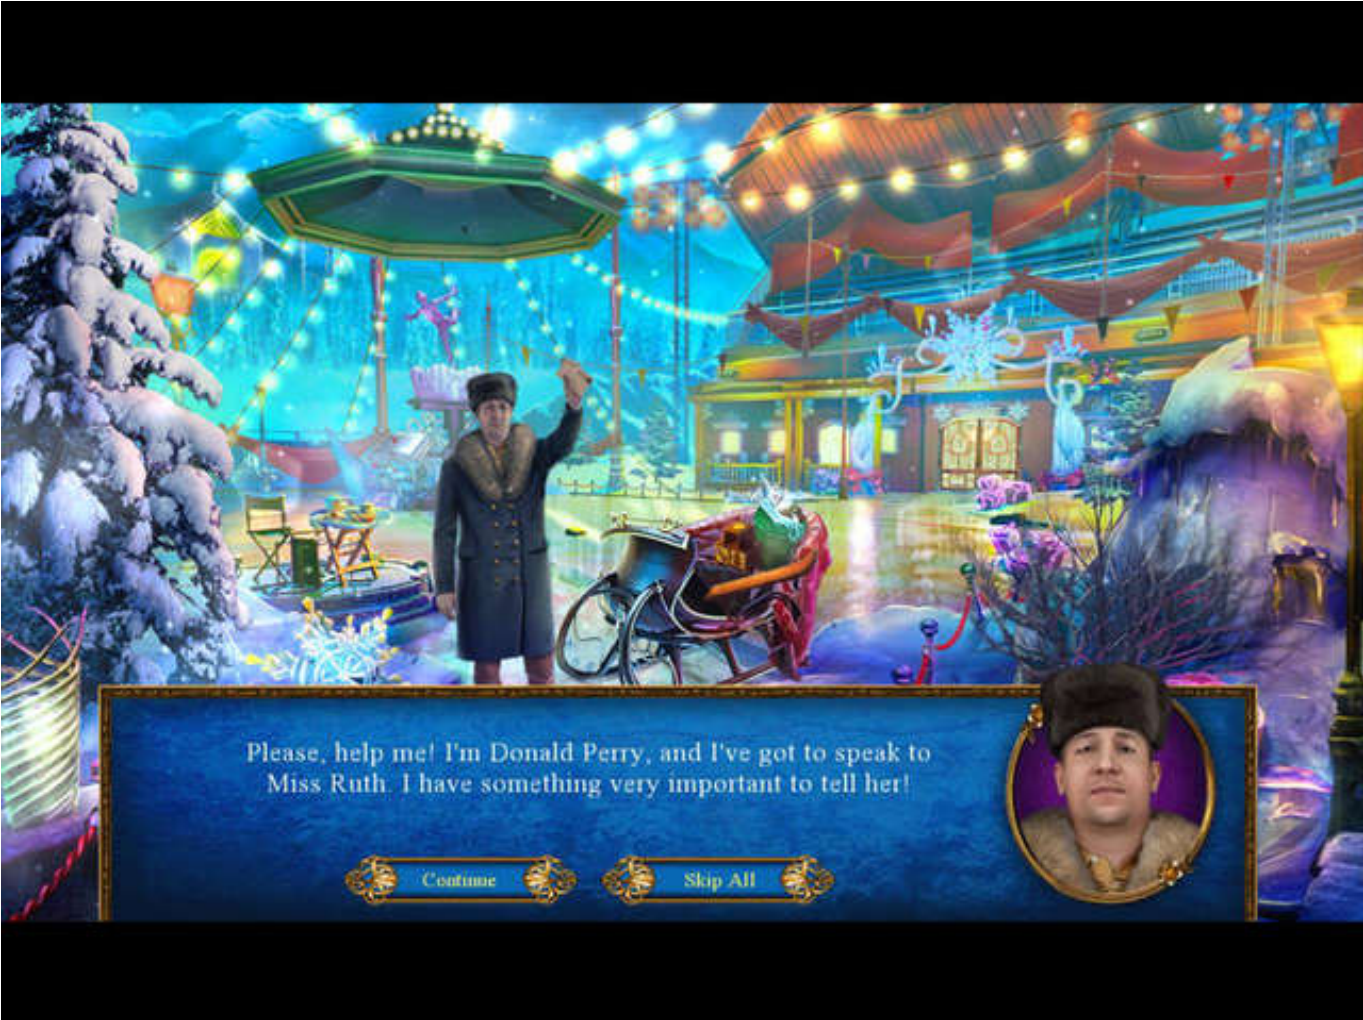 Please, help me! I'm Donald Perry, and I've got to speak to
Miss Ruth. I have something very important to tell her!
Continue
Skip All